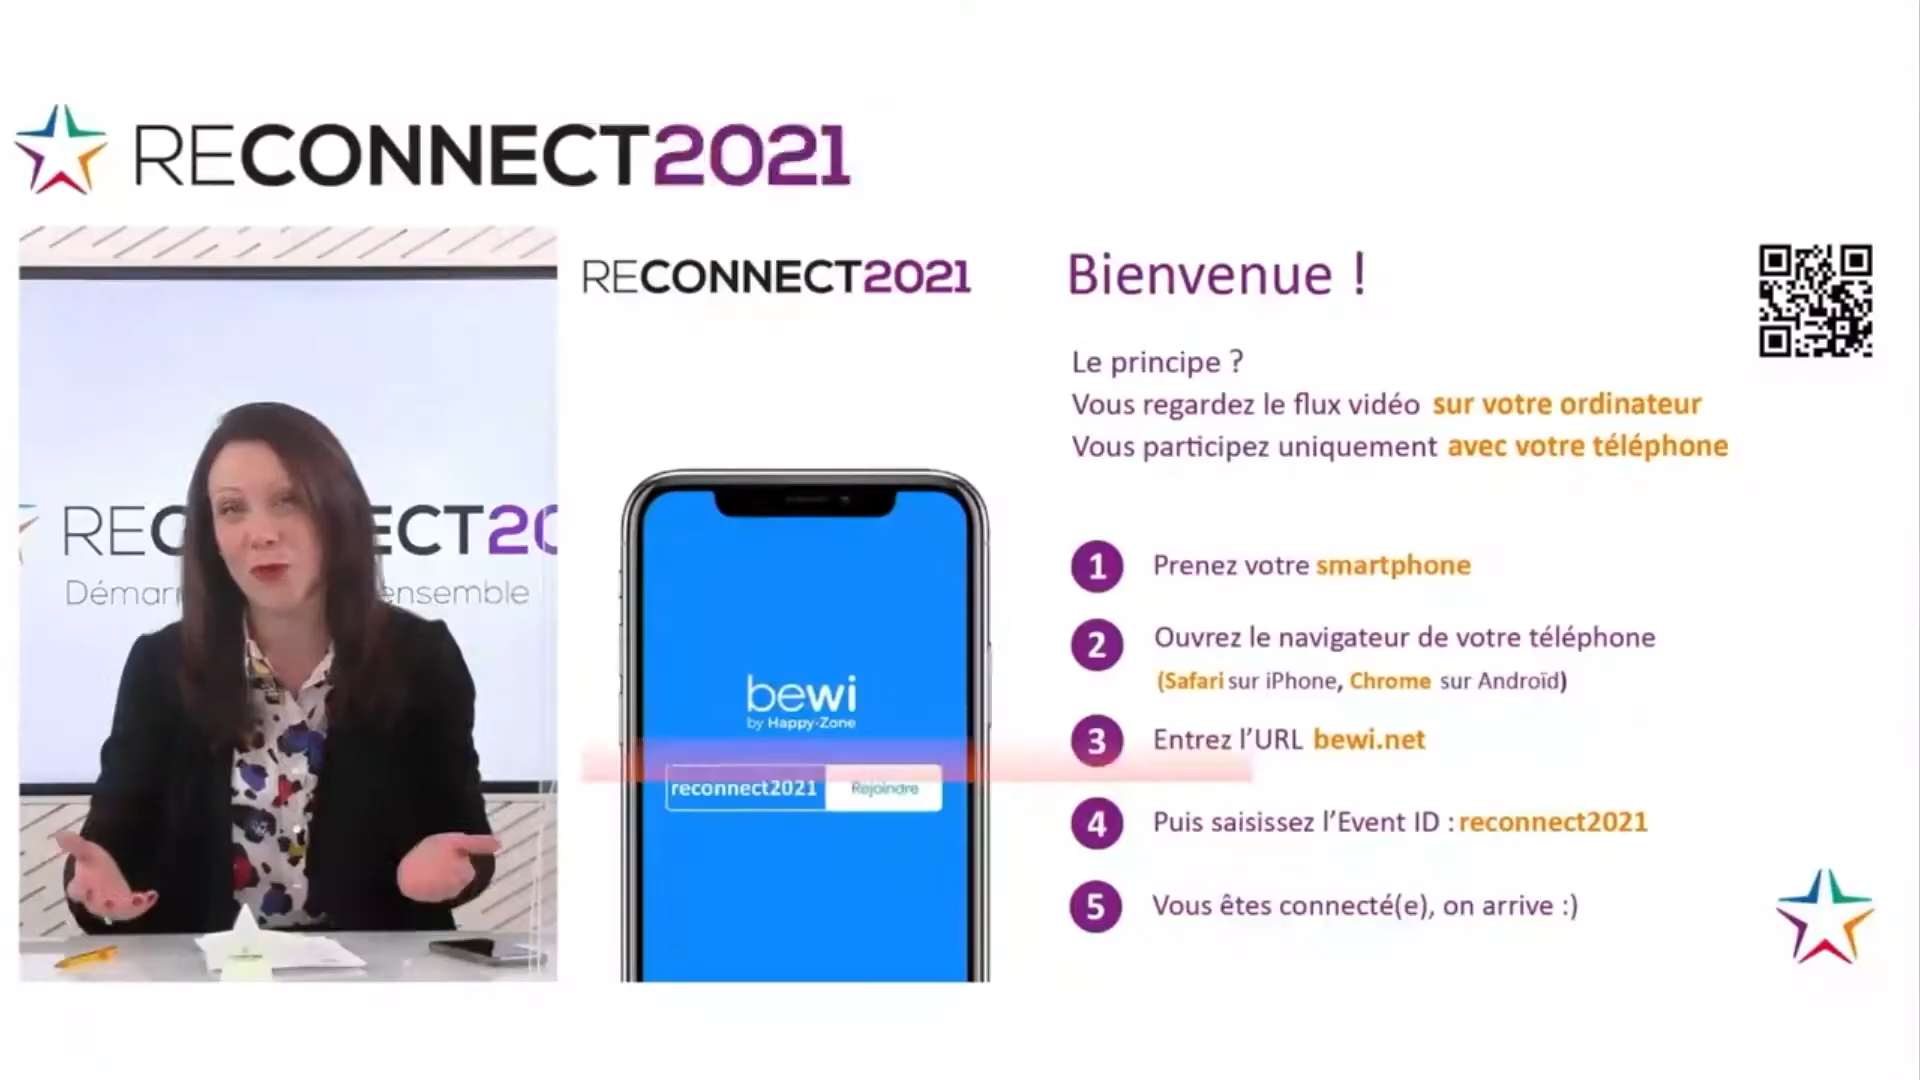 RECONNECT2021
REC ECT20
Démar ensemble
RECONNECT2021
bewi
by Happy-Zone
reconnect2021 Rejoindre
Bienvenue !
Le principe ?
Vous regardez le flux vidéo sur votre ordinateur
Vous participez uniquement avec votre téléphone
1 Prenez votre smartphone
2 Ouvrez le navigateur de votre téléphone
(Safari sur iPhone, Chrome sur Androïd)
3 Entrez l’URL bewi.net
4 Puis saisissez l’Event ID : reconnect2021
5 Vous êtes connecté(e), on arrive :)